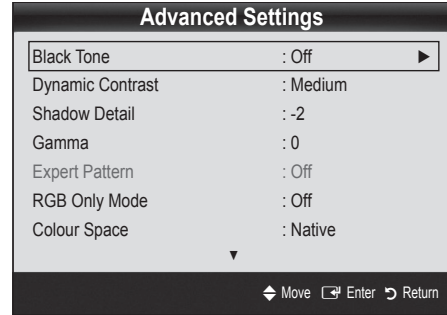 Advanced Settings
Black Tone : Off ►
Dynamic Contrast : Medium
Shadow Detail : -2
Gamma : 0
Expert Pattern : Off
RGB Only Mode : Off
Colour Space : Native
▼
Move Enter Return